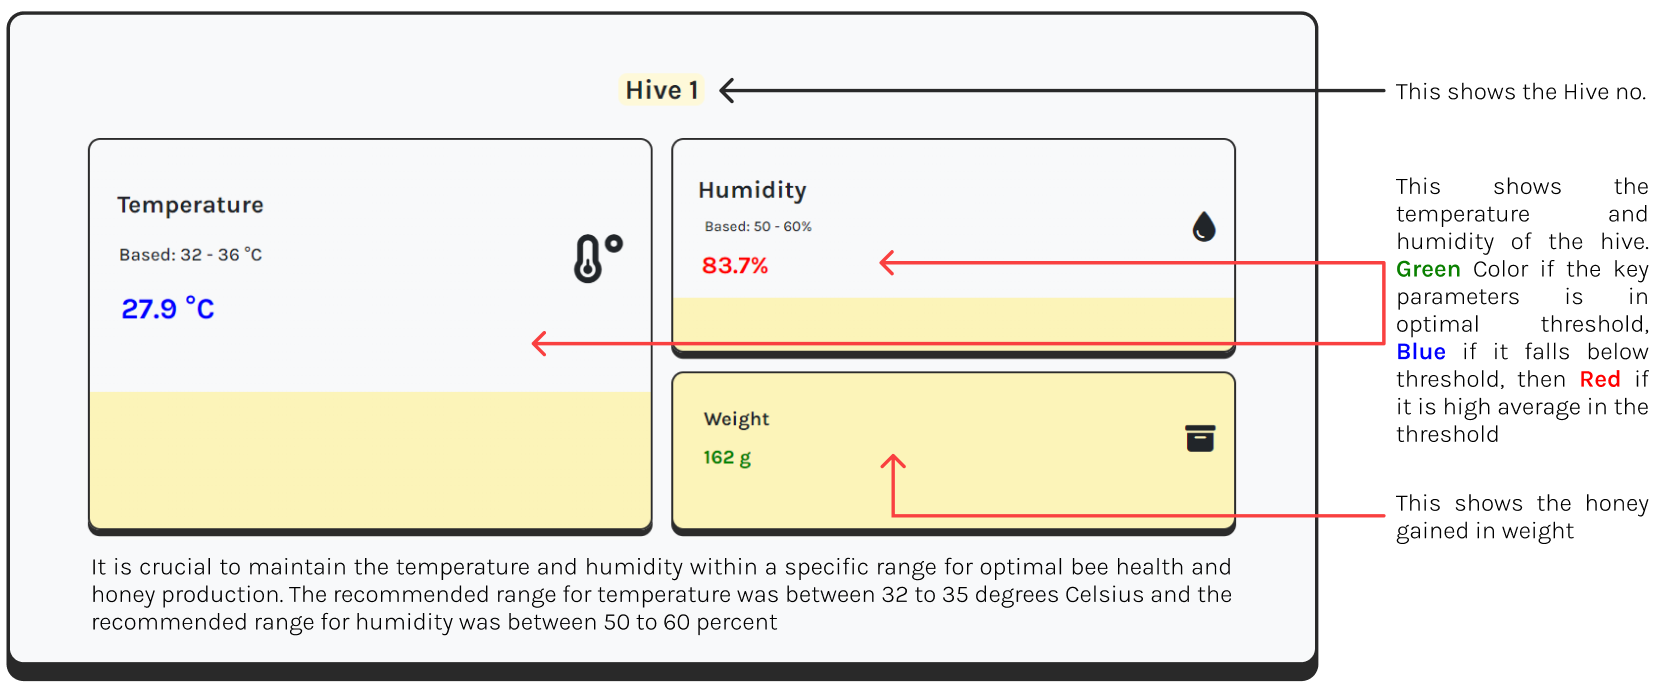 Hive 1
This shows the Hive no.
Temperature
Based: 32 - 36 °C
27.9 °C
Humidity
Based: 50 - 60%
83.7%
Weight
162 g
This shows the
temperature and
humidity of the hive.
Green Color if the key
parameters is in
optimal threshold,
Blue if it falls below
threshold, then Red if
it is high average in the
threshold
This shows the honey
gained in weight
It is crucial to maintain the temperature and humidity within a specific range for optimal bee health and
honey production. The recommended range for temperature was between 32 to 35 degrees Celsius and the
recommended range for humidity was between 50 to 60 percent